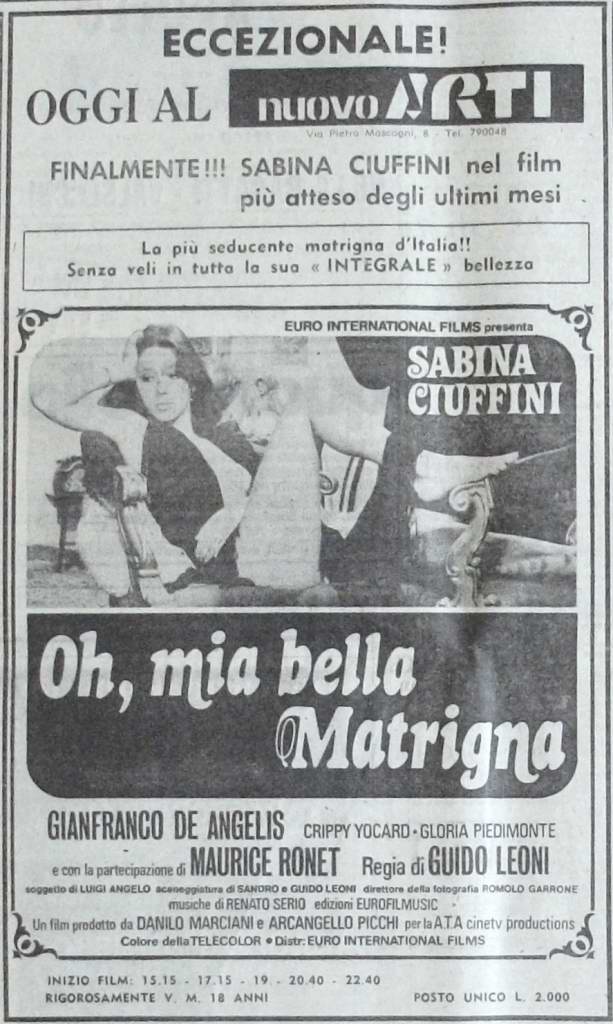 ECCEZIONALE!
OGGI AL nuovo ARTI
Via Pietro Mascagni, 8 - Tel. 790048
FINALMENTE!!! SABINA CIUFFINI nel film
più atteso degli ultimi mesi
La più seducente matrigna d'Italia!!
Senza veli in tutta la sua « INTEGRALE » bellezza
EURO INTERNATIONAL FILMS presenta
SABINA
CIUFFINI
Oh, mia bella
Matrigna
GIANFRANCO DE ANGELIS CRIPPY YOCARD • GLORIA PIEDIMONTE
e con la partecipazione di MAURICE RONET Regia di GUIDO LEONI
soggetto di LUIGI ANGELO sceneggiatura di SANDRO e GUIDO LEONI direttore della fotografia ROMOLO GARRONE
musiche di RENATO SERIO edizioni EUROFILMUSIC
Un film prodotto da DANILO MARCIANI e ARCANGELLO PICCHI per la A.T.A cinetv productions
Colore della TELECOLOR • Distr: EURO INTERNATIONAL FILMS
INIZIO FILM: 15.15 - 17.15 - 19. - 20.40 - 22.40
RIGOROSAMENTE V. M. 18 ANNI POSTO UNICO L. 2.000